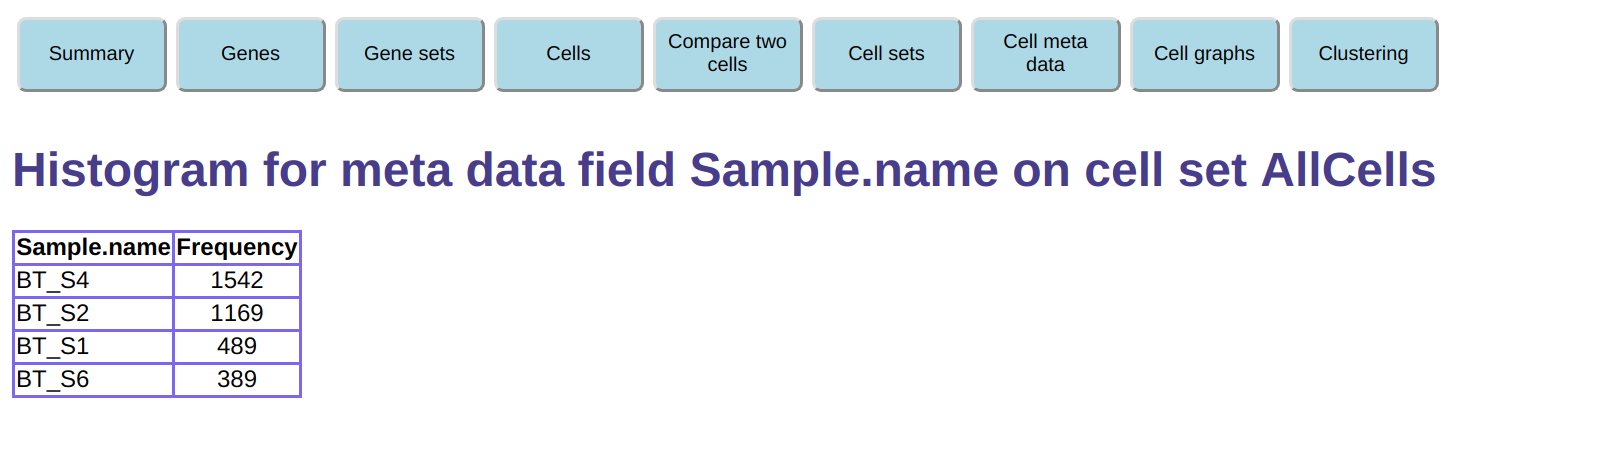 Summary
Genes
Gene sets
Cells
Compare two
cells
Cell sets
Cell meta
data
Cell graphs
Clustering
Histogram for meta data field Sample.name on cell set AllCells
Sample.name Frequency
BT_S4 1542
BT_S2 1169
BT_S1 489
BT_S6 389